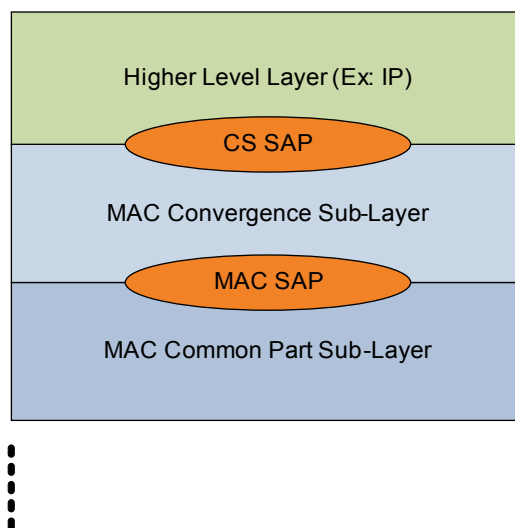 Higher Level Layer (Ex: IP)
CS SAP
MAC Convergence Sub-Layer
MAC SAP
MAC Common Part Sub-Layer